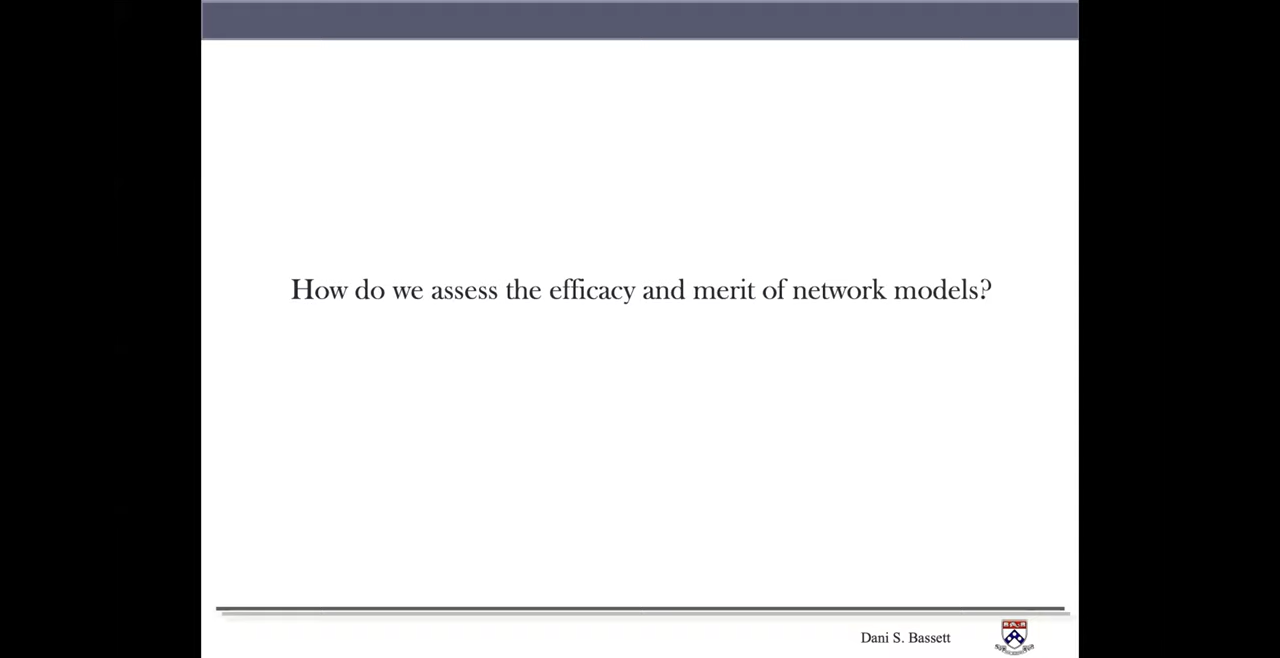 How do we assess the efficacy and merit of network models?
Dani S. Bassett